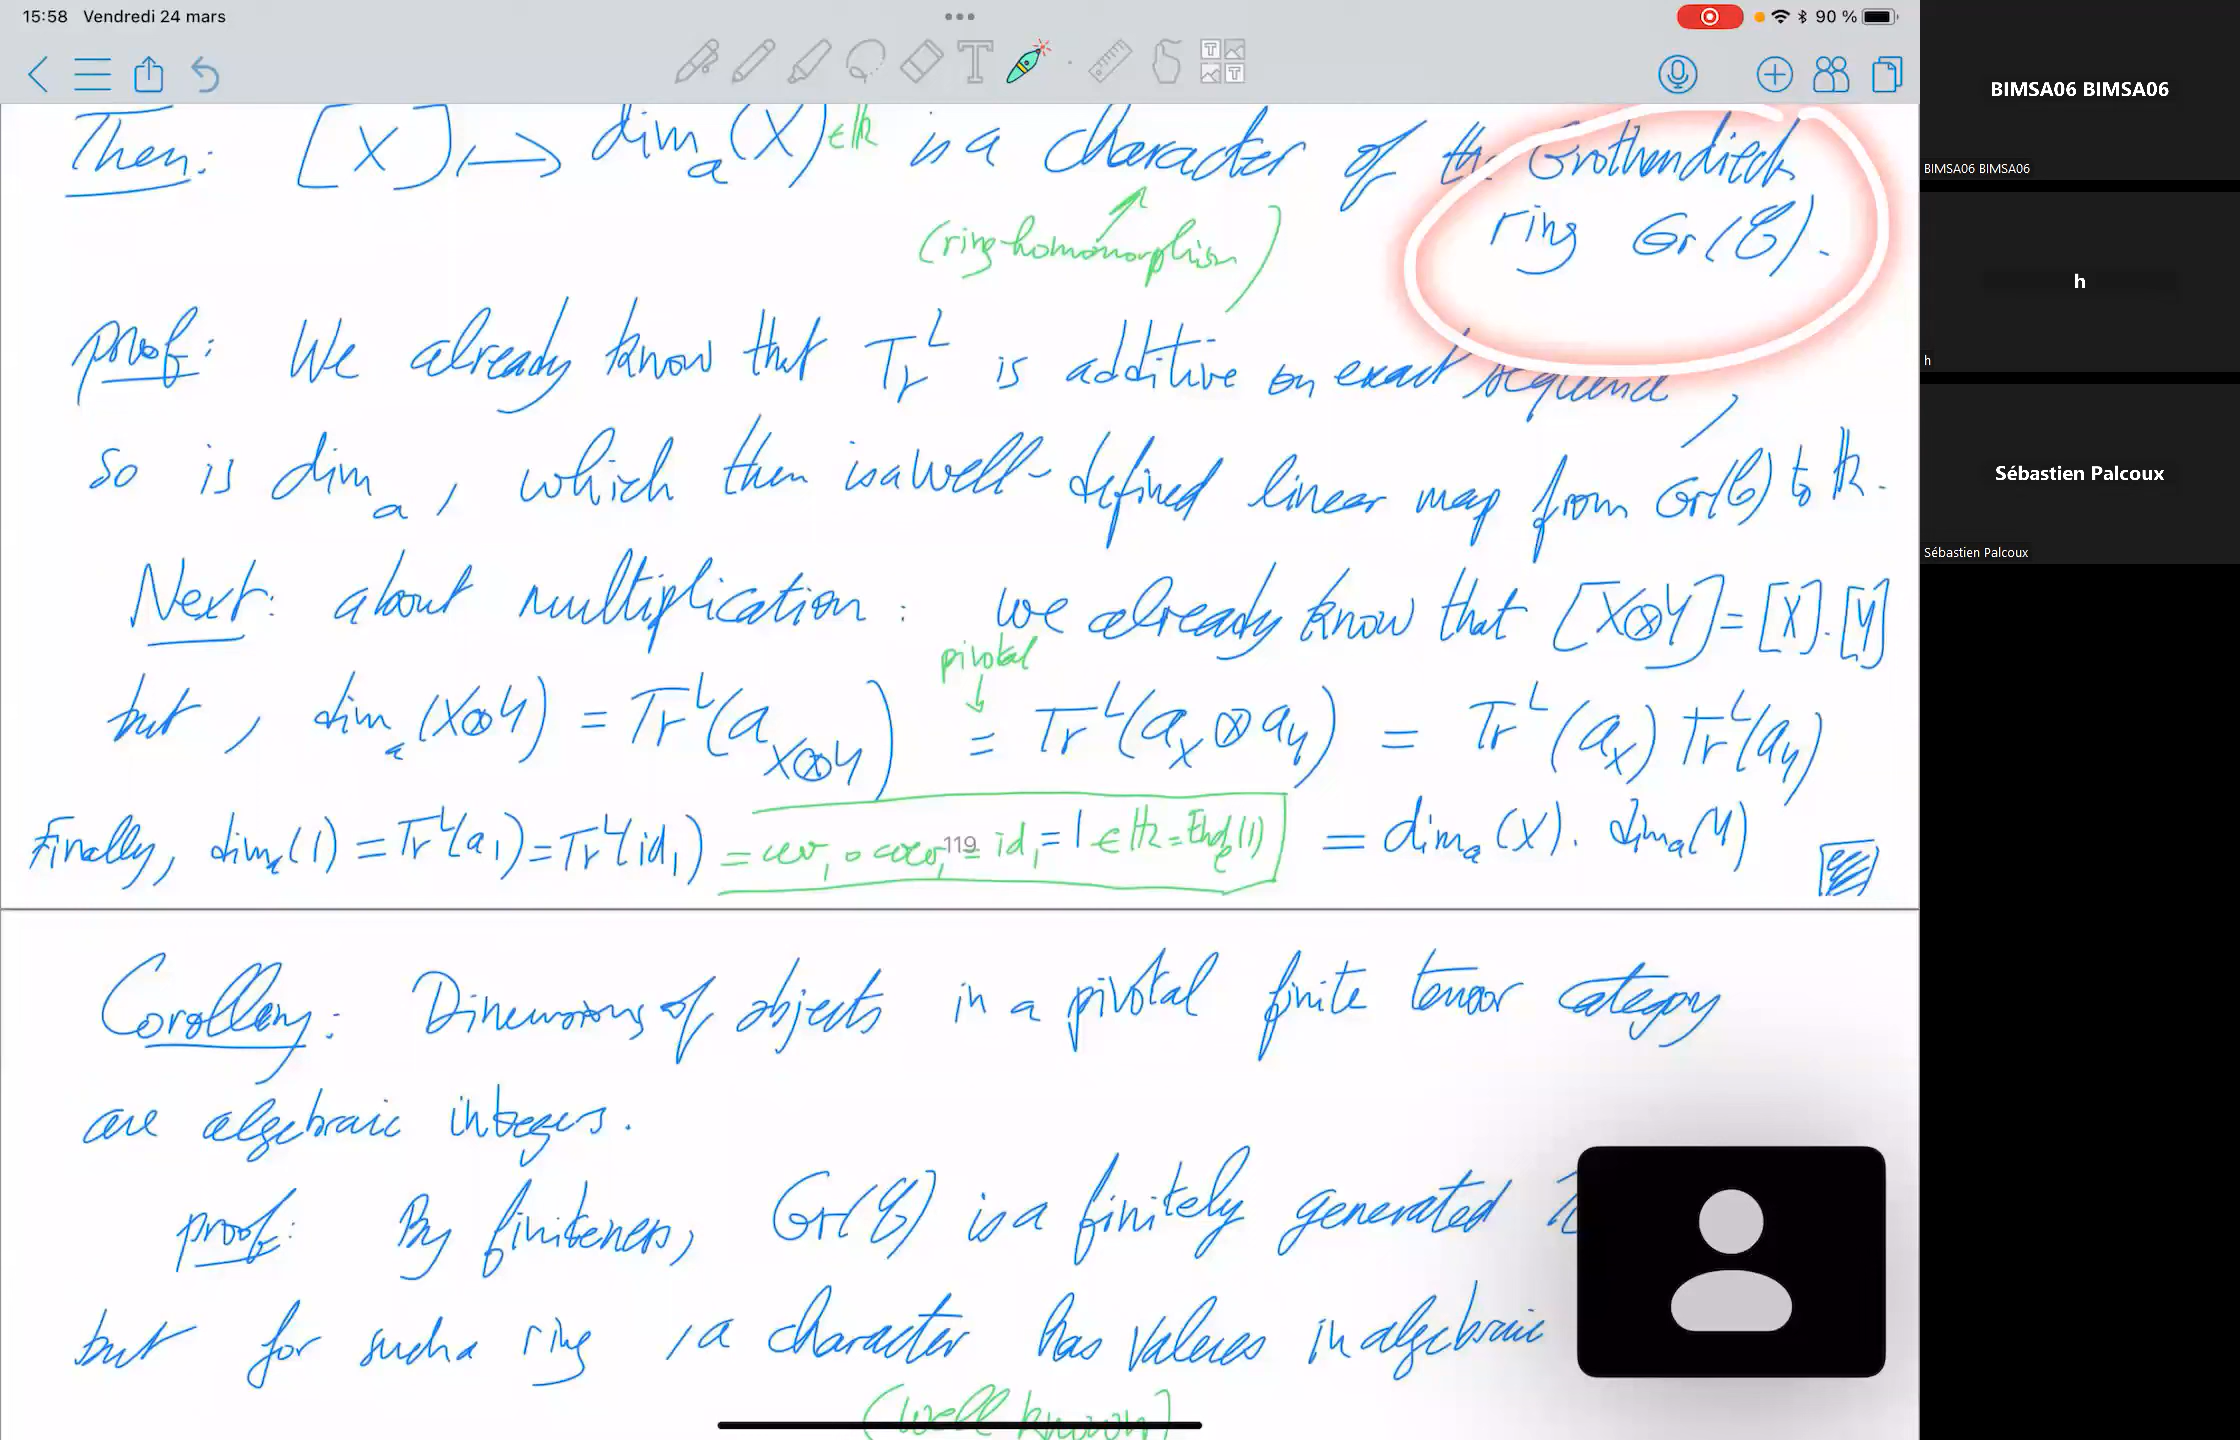 15:58 Vendredi 24 mars
90 %
Then: [X] ⟼ dim_a(X) ∈ k is a character of the Grothendieck
(ring homomorphism)
ring Gr(𝒞).
proof: We already know that Tr^L is additive on exact sequence,
so is dim_a, which then is a well-defined linear map from Gr(𝒞) to k.
Next: about multiplication: we already know that [X⊗Y]=[X].[Y]
pivotal
but, dim_a(X⊗Y) = Tr^L(a_{X⊗Y}) = Tr^L(a_X ⊗ a_Y) = Tr^L(a_X) Tr^L(a_Y)
Finally, dim_a(1) = Tr^L(a_1) = Tr^L(id_1) = ev_1 ∘ coev_1 = id_1 = 1 ∈ k = End_𝒞(1) = dim_a(X). dim_a(Y)
119
Corollary: Dimensions of objects in a pivotal finite tensor category
are algebraic integers.
proof: By finiteness, Gr(𝒞) is a finitely generated
but for such a ring, a character has values in algebraic
(well known)
BIMSA06 BIMSA06
BIMSA06 BIMSA06
h
h
Sébastien Palcoux
Sébastien Palcoux